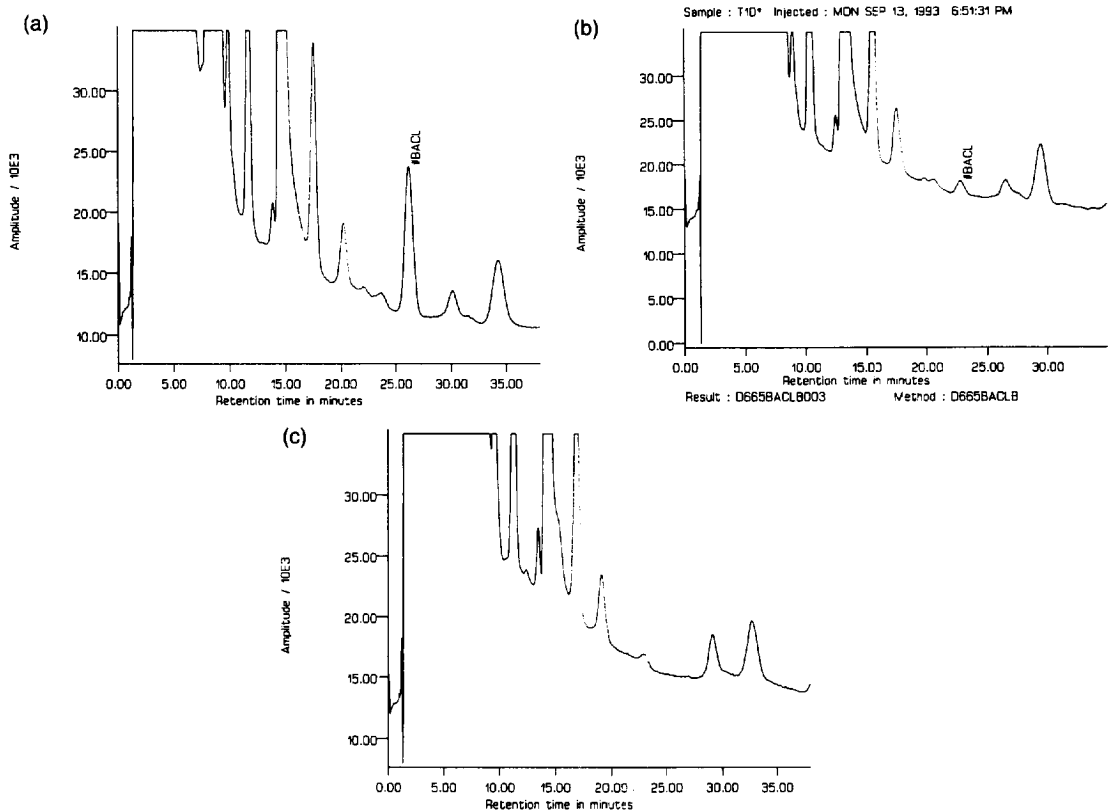 (a)
#BACL
Amplitude / 10E3
30.00
25.00
20.00
15.00
10.00
0.00 5.00 10.00 15.00 20.00 25.00 30.00 35.00
Retention time in minutes
(b)
Sample : T10* Injected : MON SEP 13, 1993 6:51:31 PM
#BACL
Amplitude / 10E3
30.00
25.00
20.00
15.00
10.00
5.00
0.00
0.00 5.00 10.00 15.00 20.00 25.00 30.00
Retention time in minutes
Result : D665BACLB003 Method : D665BACLB
(c)
Amplitude / 10E3
30.00
25.00
20.00
15.00
10.00
0.00 5.00 10.00 15.00 20.00 25.00 30.00 35.00
Retention time in minutes